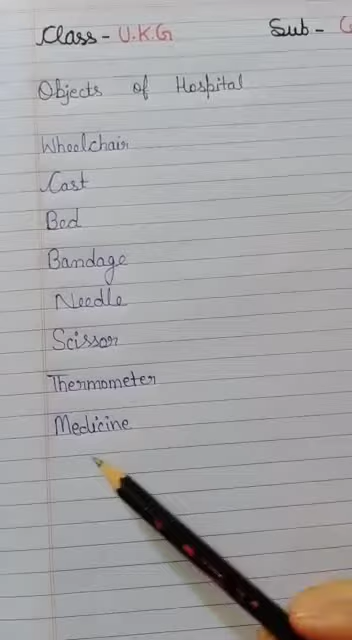 Class - U.K.G Sub -
Objects of Hospital
Wheelchair
Cast
Bed
Bandage
Needle
Scissor
Thermometer
Medicine